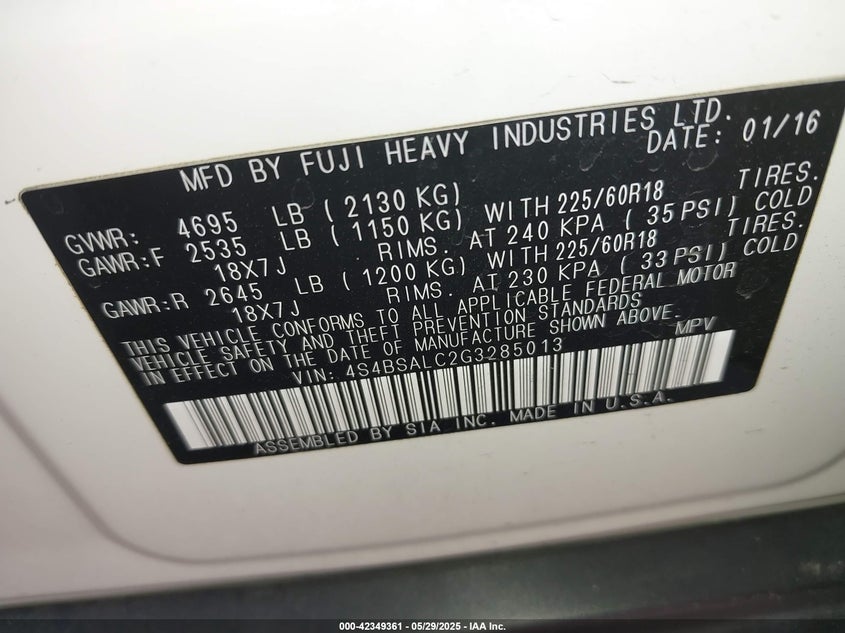 MFD BY FUJI HEAVY INDUSTRIES LTD.
DATE: 01/16
GVWR: 4695 LB ( 2130 KG)
GAWR:F 2535 LB ( 1150 KG) WITH 225/60R18 TIRES.
18X7J RIMS. AT 240 KPA ( 35 PSI) COLD
GAWR:R 2645 LB ( 1200 KG) WITH 225/60R18 TIRES.
18X7J RIMS. AT 230 KPA ( 33 PSI) COLD
THIS VEHICLE CONFORMS TO ALL APPLICABLE FEDERAL MOTOR
VEHICLE SAFETY AND THEFT PREVENTION STANDARDS
IN EFFECT ON THE DATE OF MANUFACTURE SHOWN ABOVE.
VIN: 4S4BSALC2G3285013 MPV
ASSEMBLED BY SIA INC. MADE IN U.S.A.
000-42349361 - 05/29/2025 - IAA Inc.